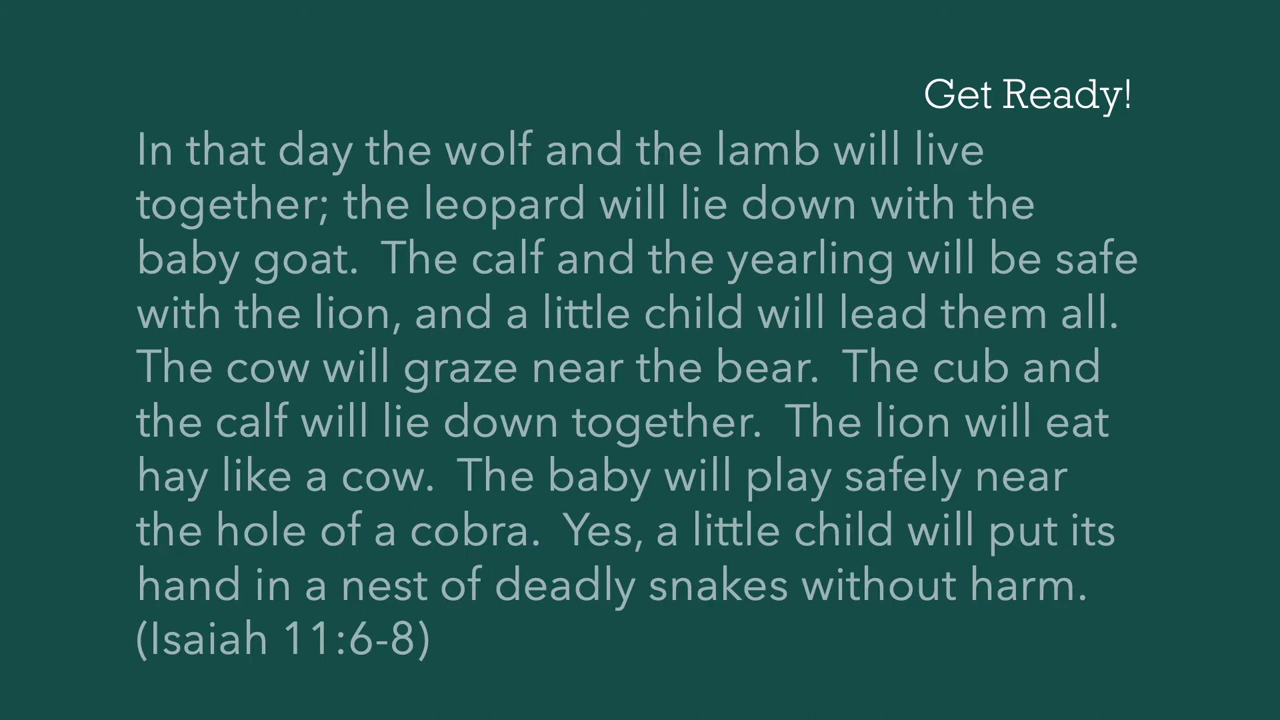 Get Ready!
In that day the wolf and the lamb will live
together; the leopard will lie down with the
baby goat.  The calf and the yearling will be safe
with the lion, and a little child will lead them all.
The cow will graze near the bear.  The cub and
the calf will lie down together.  The lion will eat
hay like a cow.  The baby will play safely near
the hole of a cobra.  Yes, a little child will put its
hand in a nest of deadly snakes without harm.
(Isaiah 11:6-8)